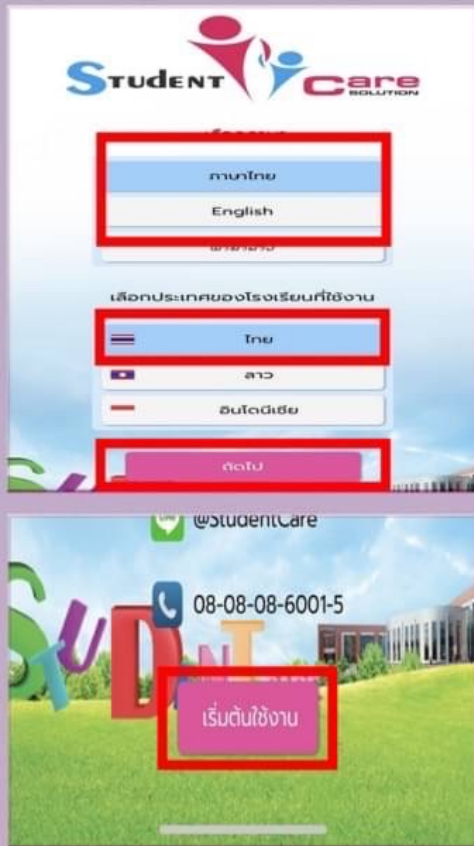 STUDENT Care
SOLUTION
ภาษาไทย
English
เลือกประเทศของโรงเรียนที่ใช้งาน
ไทย
ลาว
อินโดนีเซีย
ถัดไป
@StudentCare
08-08-08-6001-5
เริ่มต้นใช้งาน